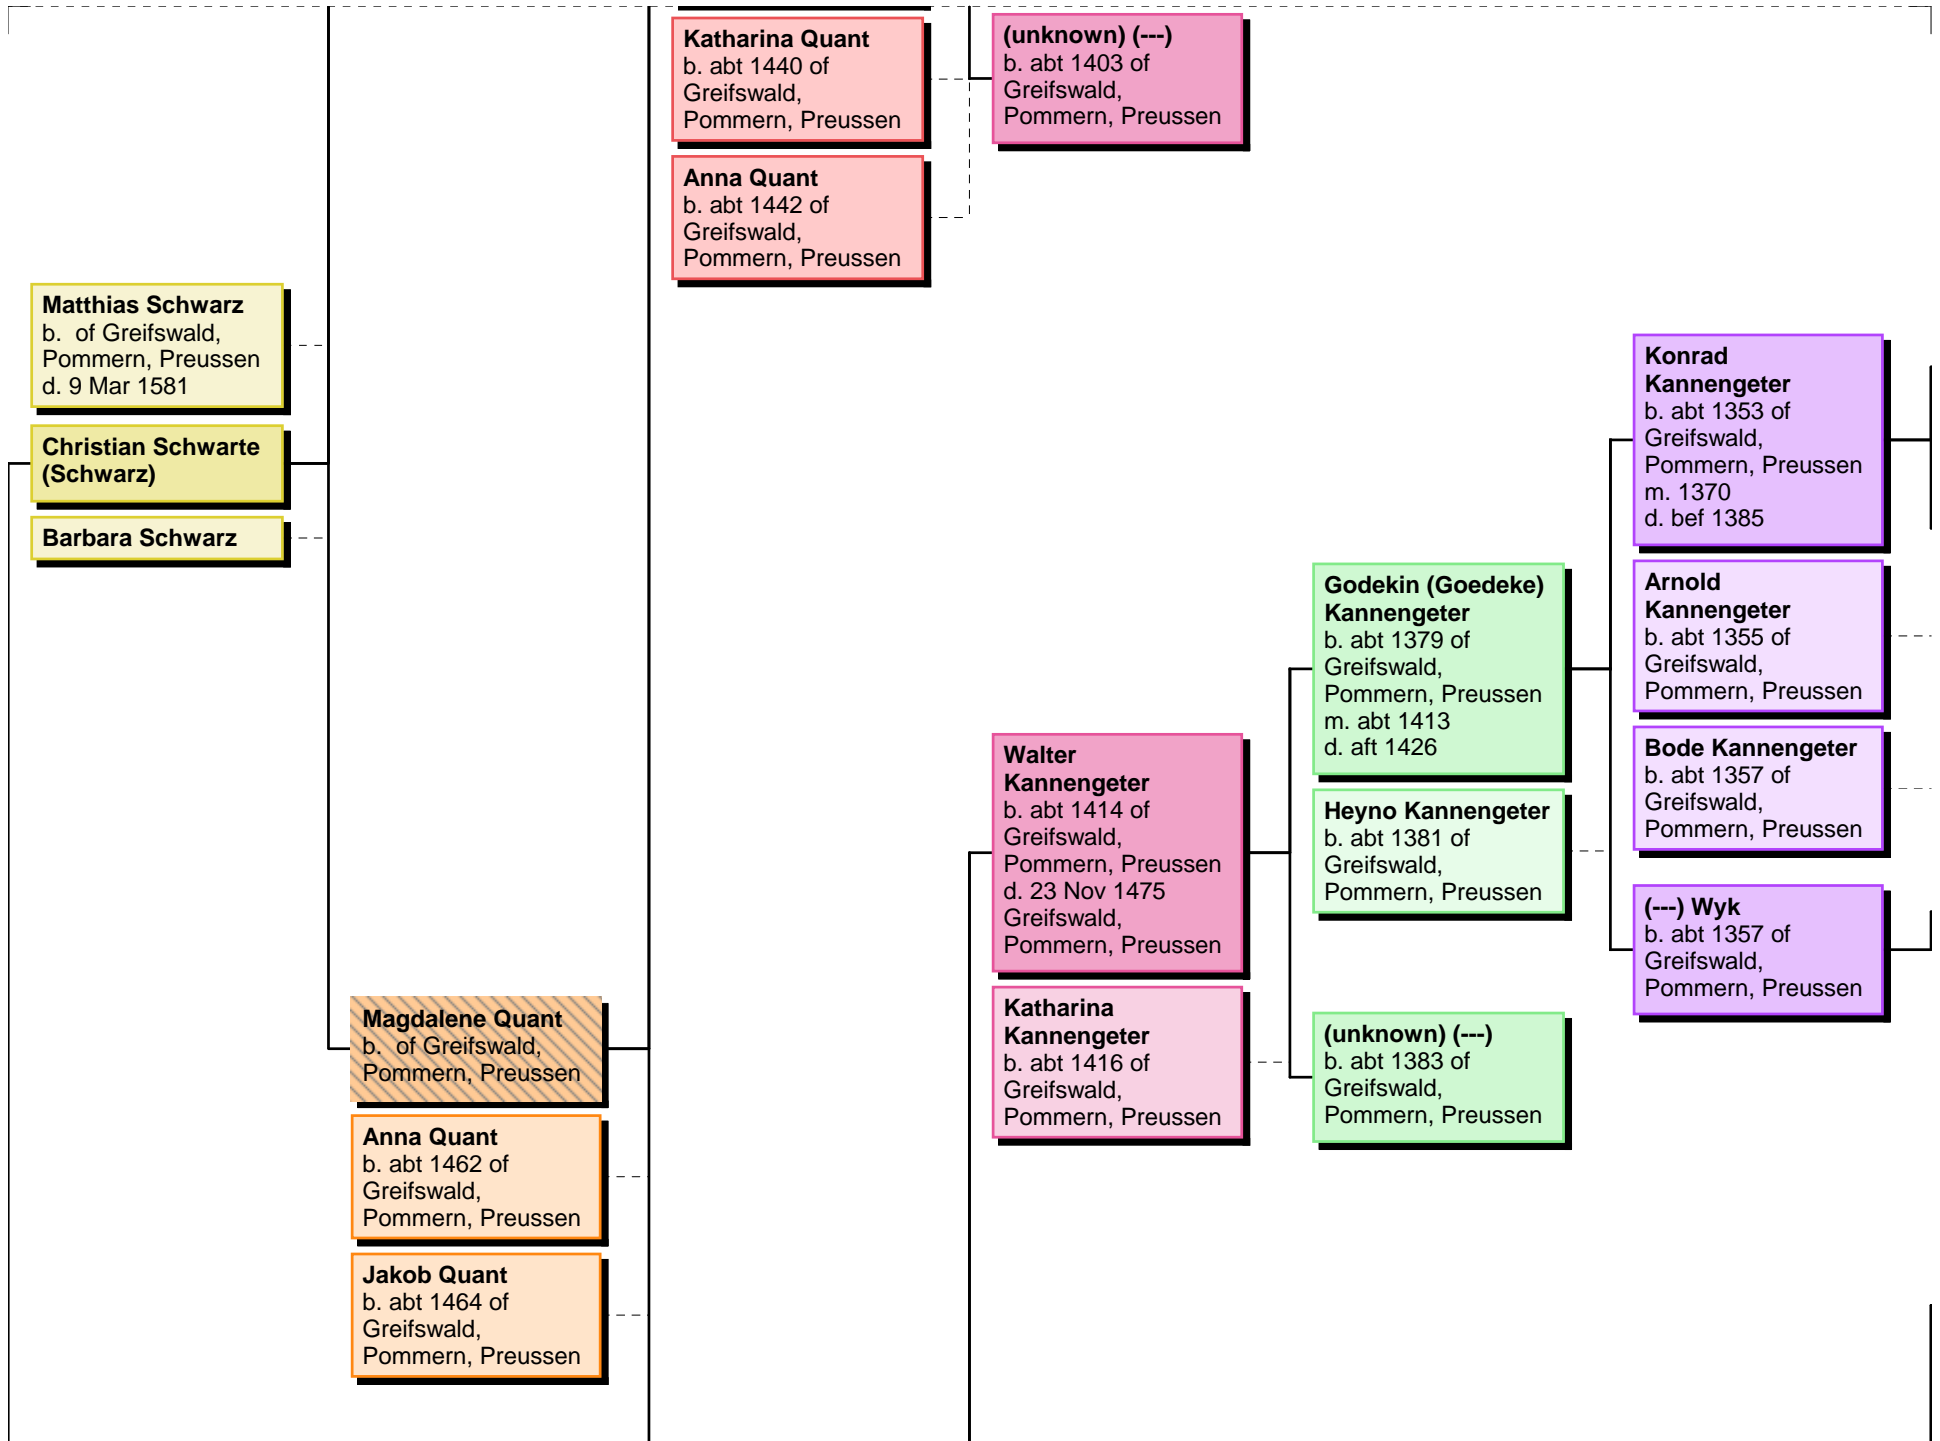 Katharina Quant
b. abt 1440 of
Greifswald,
Pommern, Preussen
(unknown) (---)
b. abt 1403 of
Greifswald,
Pommern, Preussen
Anna Quant
b. abt 1442 of
Greifswald,
Pommern, Preussen
Matthias Schwarz
b.  of Greifswald,
Pommern, Preussen
d. 9 Mar 1581
Christian Schwarte
(Schwarz)
Barbara Schwarz
Konrad
Kannengeter
b. abt 1353 of
Greifswald,
Pommern, Preussen
m. 1370
d. bef 1385
Godekin (Goedeke)
Kannengeter
b. abt 1379 of
Greifswald,
Pommern, Preussen
m. abt 1413
d. aft 1426
Arnold
Kannengeter
b. abt 1355 of
Greifswald,
Pommern, Preussen
Walter
Kannengeter
b. abt 1414 of
Greifswald,
Pommern, Preussen
d. 23 Nov 1475
Greifswald,
Pommern, Preussen
Heyno Kannengeter
b. abt 1381 of
Greifswald,
Pommern, Preussen
Bode Kannengeter
b. abt 1357 of
Greifswald,
Pommern, Preussen
(---) Wyk
b. abt 1357 of
Greifswald,
Pommern, Preussen
Magdalene Quant
b.  of Greifswald,
Pommern, Preussen
Katharina
Kannengeter
b. abt 1416 of
Greifswald,
Pommern, Preussen
(unknown) (---)
b. abt 1383 of
Greifswald,
Pommern, Preussen
Anna Quant
b. abt 1462 of
Greifswald,
Pommern, Preussen
Jakob Quant
b. abt 1464 of
Greifswald,
Pommern, Preussen